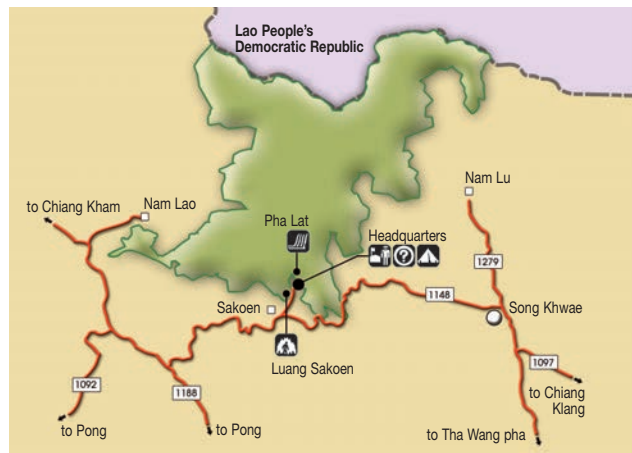 Lao People's
Democratic Republic
to Chiang Kham
Nam Lao
Nam Lu
Pha Lat
Headquarters
?
1279
Sakoen
1148
Song Khwae
Luang Sakoen
1097
1092
1188
to Chiang
Klang
to Pong
to Pong
to Tha Wang pha